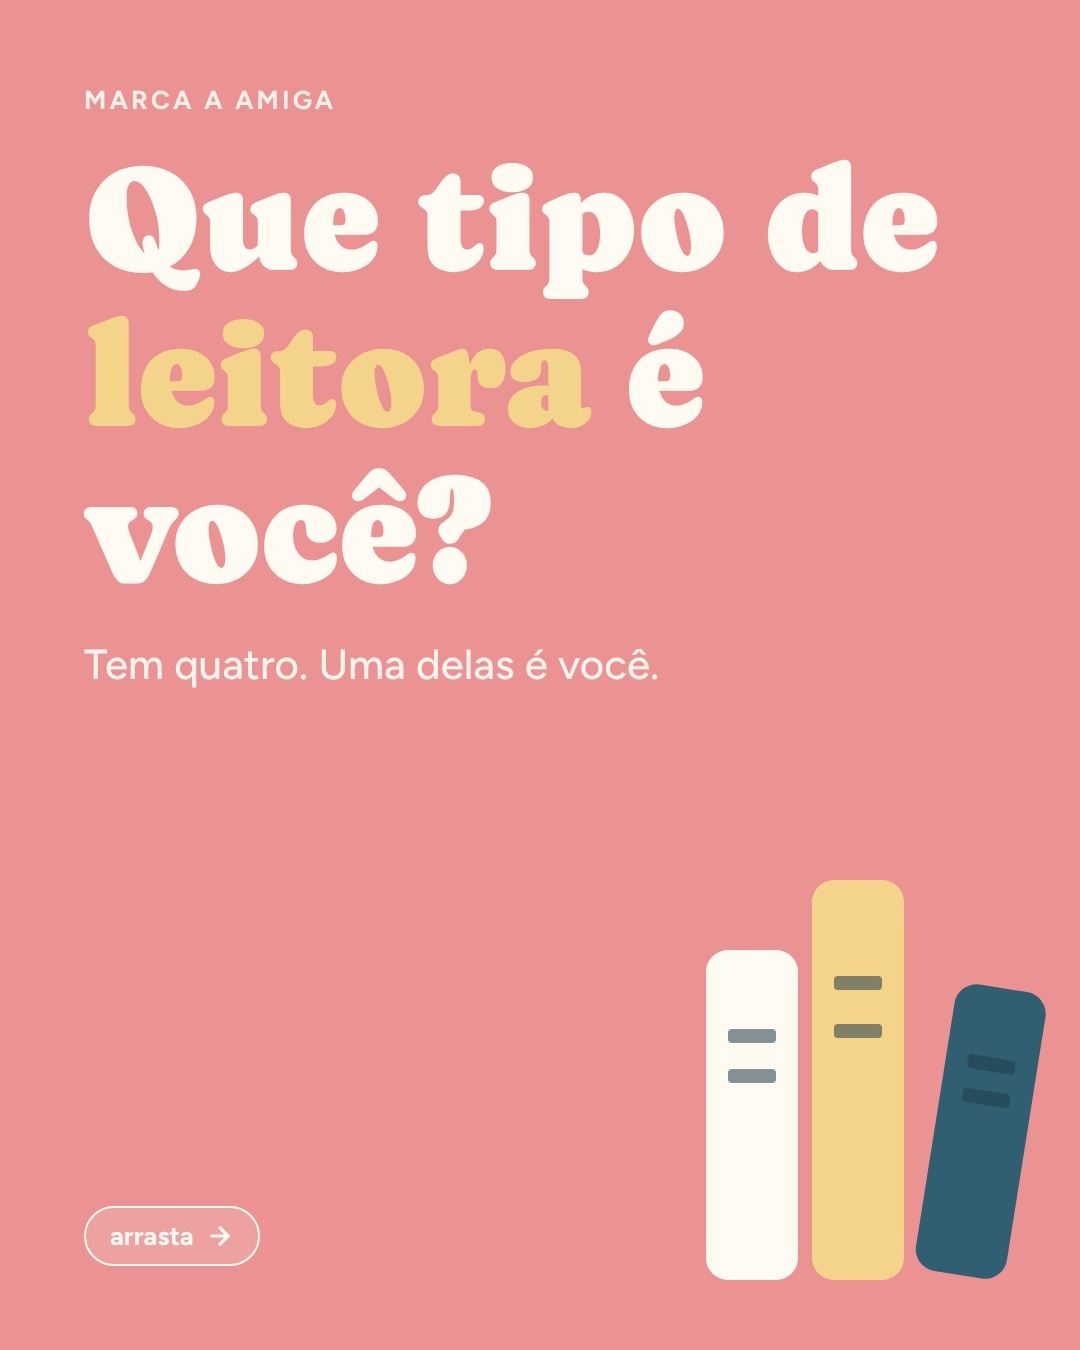 MARCA A AMIGA
Que tipo de
leitora é
você?
Tem quatro. Uma delas é você.
arrasta →